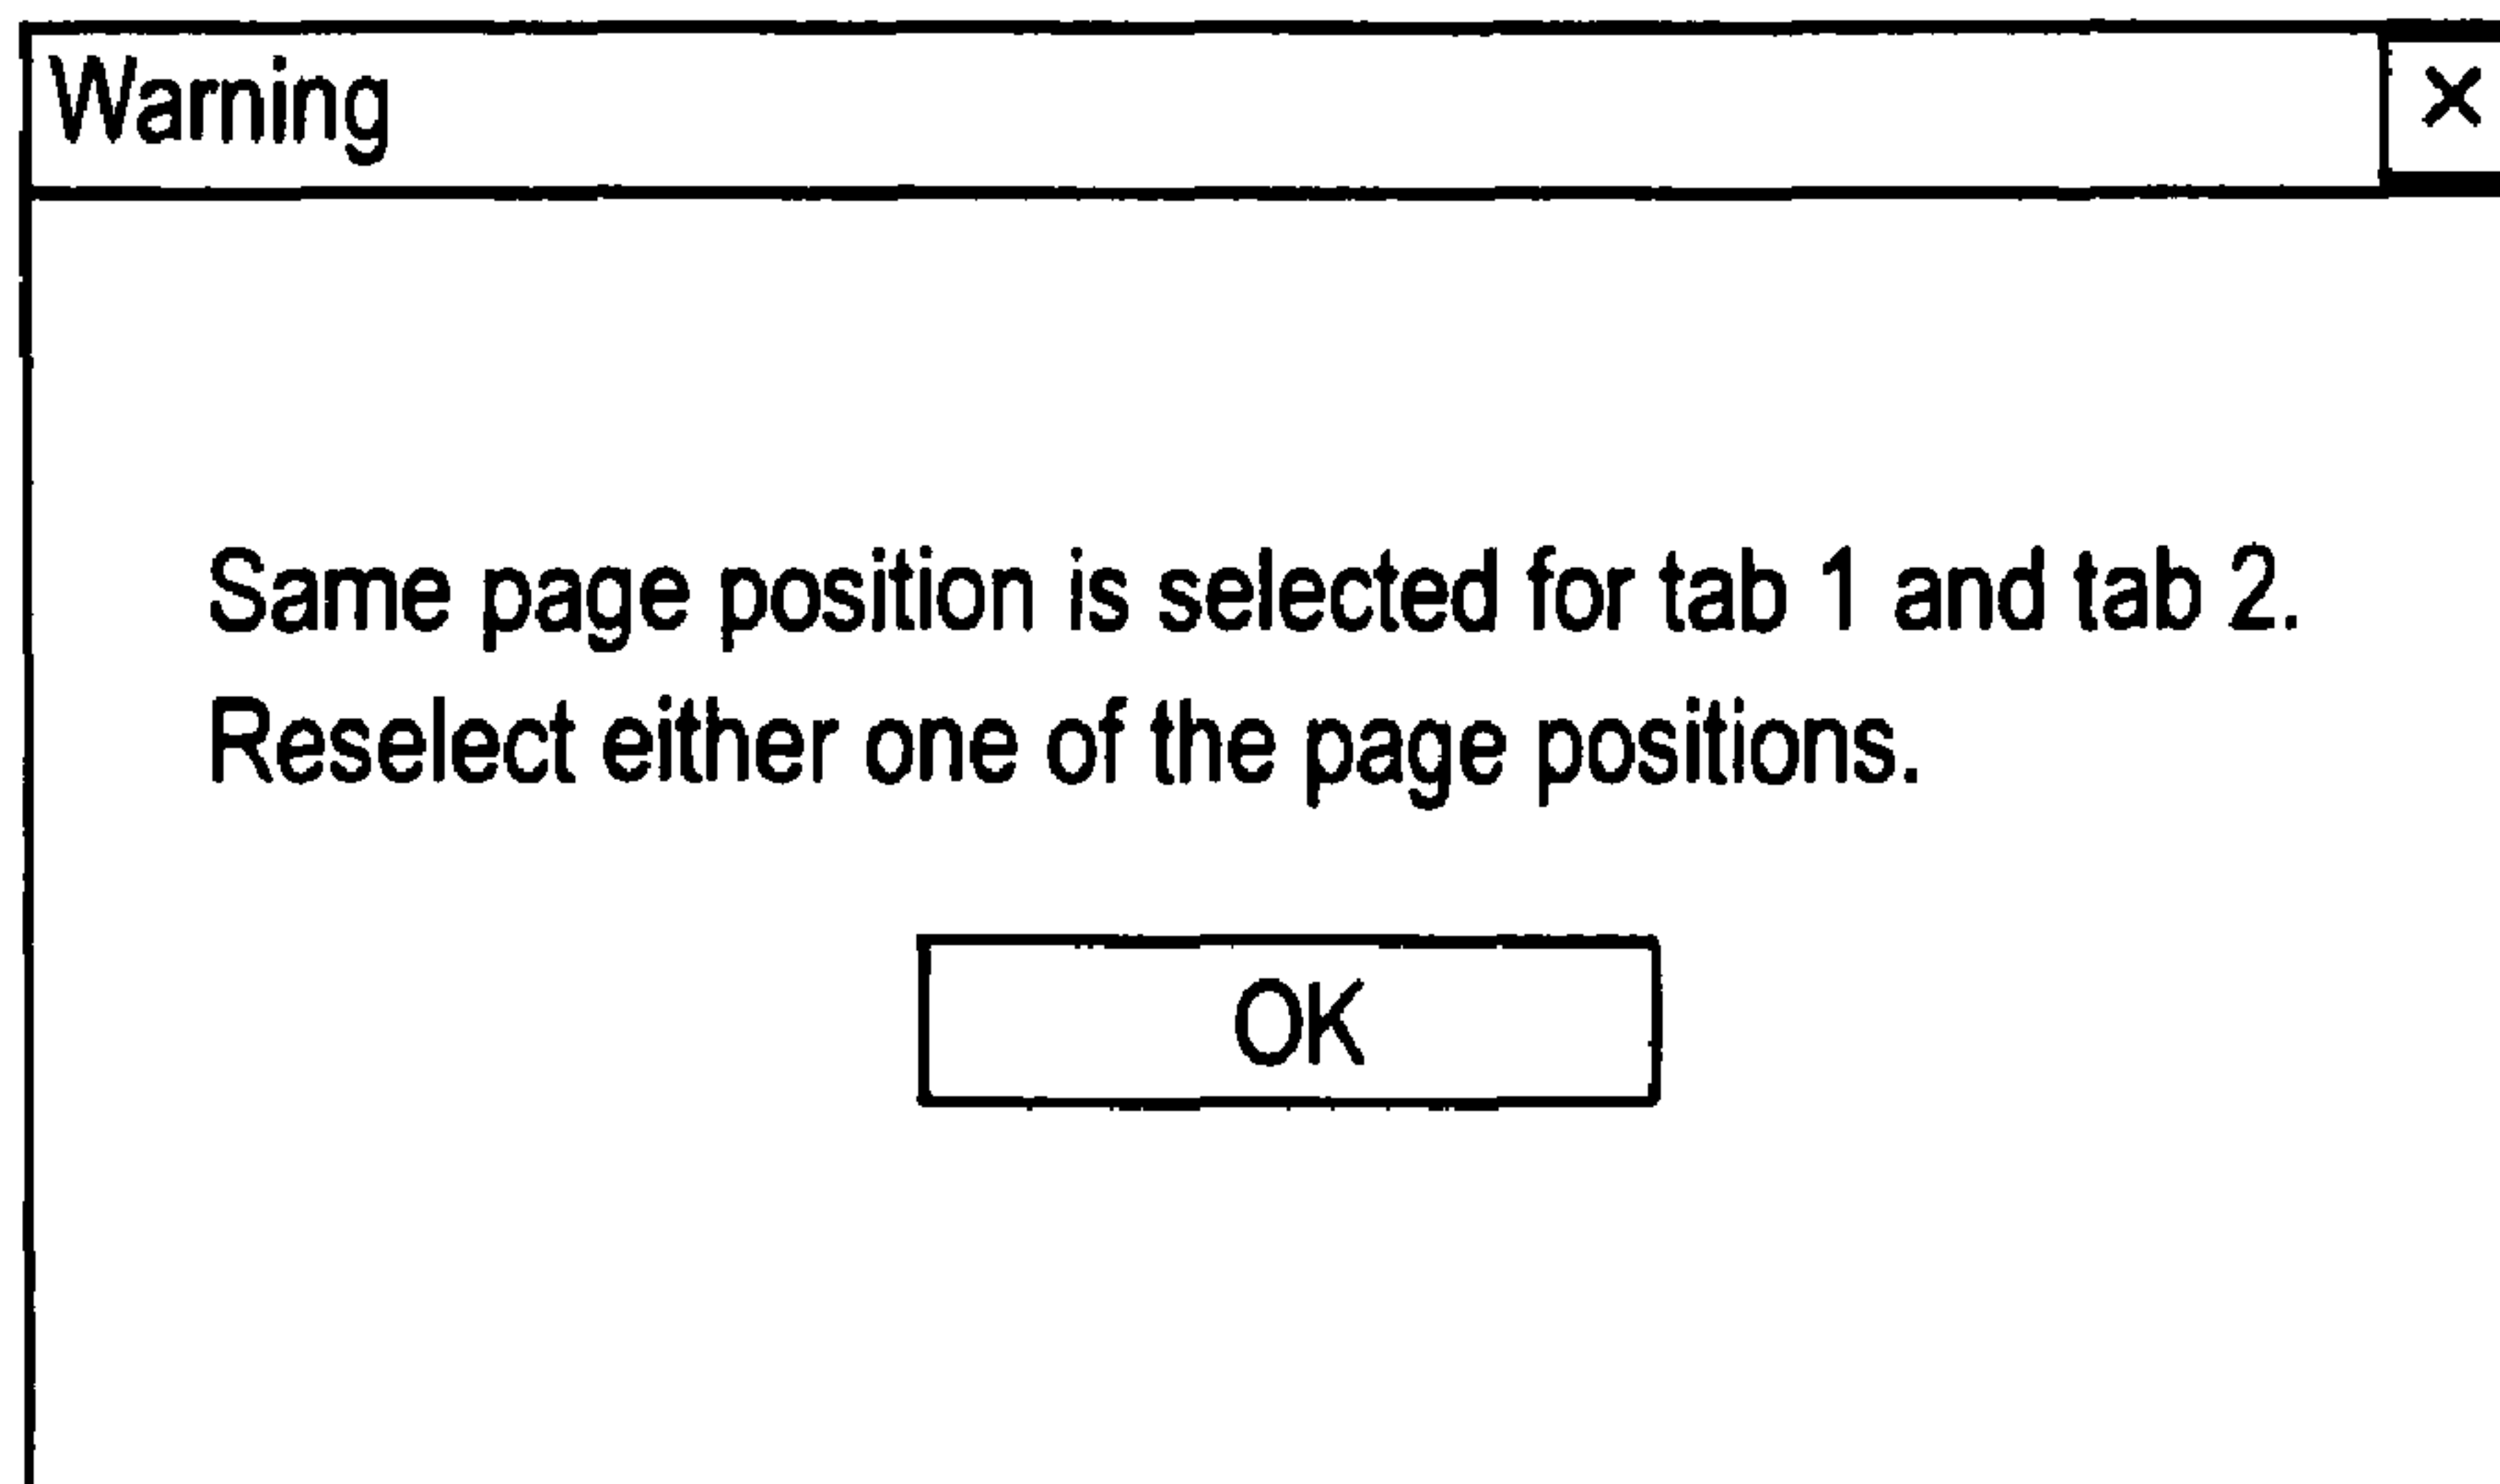 Warning
×
Same page position is selected for tab 1 and tab 2.
Reselect either one of the page positions.
OK